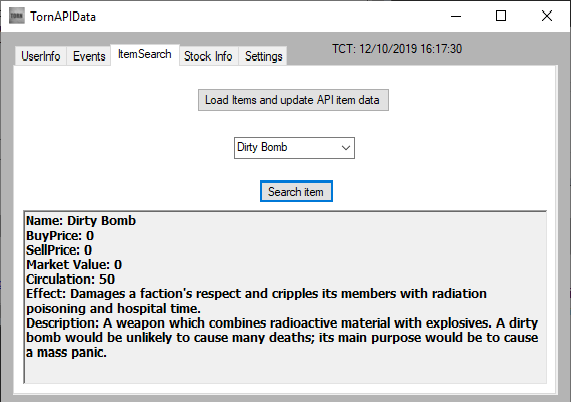 TORN TornAPIData
UserInfo Events ItemSearch Stock Info Settings TCT: 12/10/2019 16:17:30
Load Items and update API item data
Dirty Bomb
Search item
Name: Dirty Bomb
BuyPrice: 0
SellPrice: 0
Market Value: 0
Circulation: 50
Effect: Damages a faction's respect and cripples its members with radiation
poisoning and hospital time.
Description: A weapon which combines radioactive material with explosives. A dirty
bomb would be unlikely to cause many deaths; its main purpose would be to cause
a mass panic.